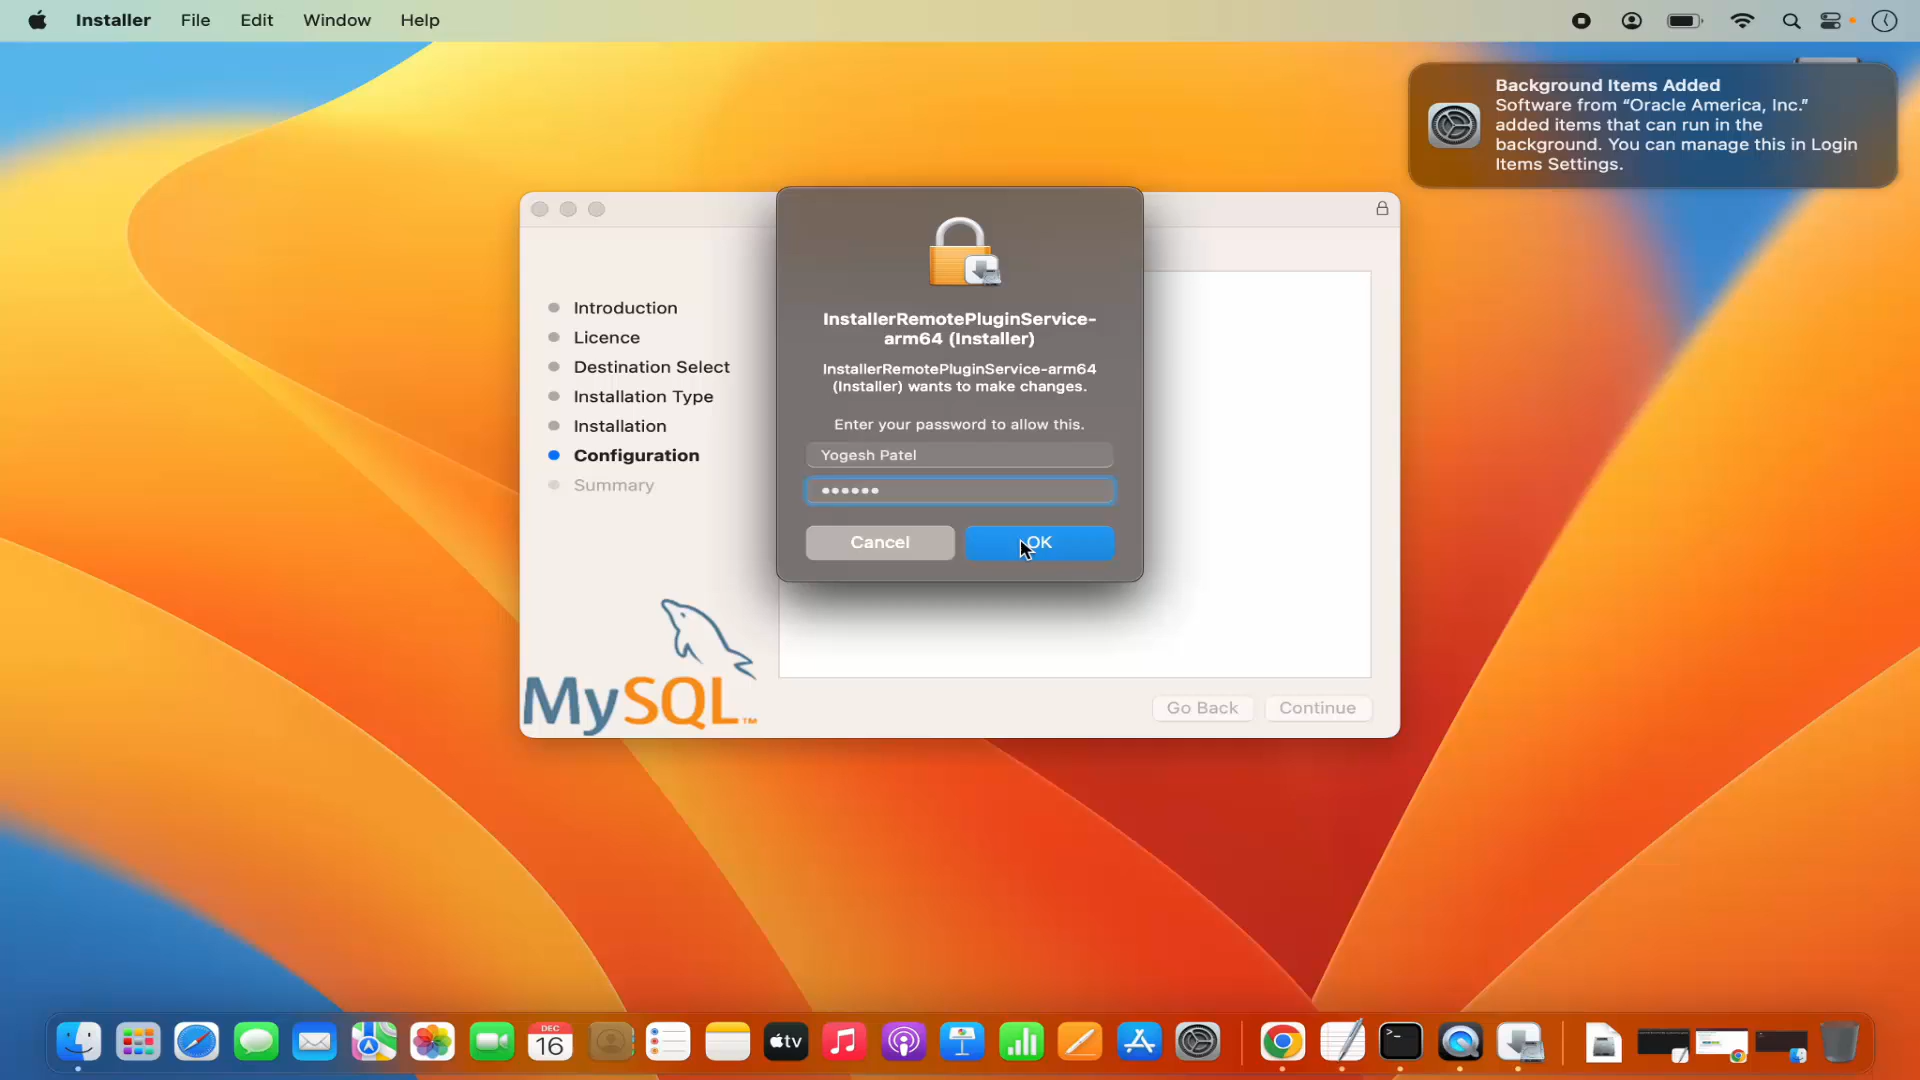 Installer File Edit Window Help
Background Items Added
Software from “Oracle America, Inc.”
added items that can run in the
background. You can manage this in Login
Items Settings.
InstallerRemotePluginService-
arm64 (Installer)
InstallerRemotePluginService-arm64
(Installer) wants to make changes.
Enter your password to allow this.
Yogesh Patel
••••••
Cancel OK
Introduction
Licence
Destination Select
Installation Type
Installation
Configuration
Summary
MySQL™
Go Back Continue
DEC
16
tv
>_